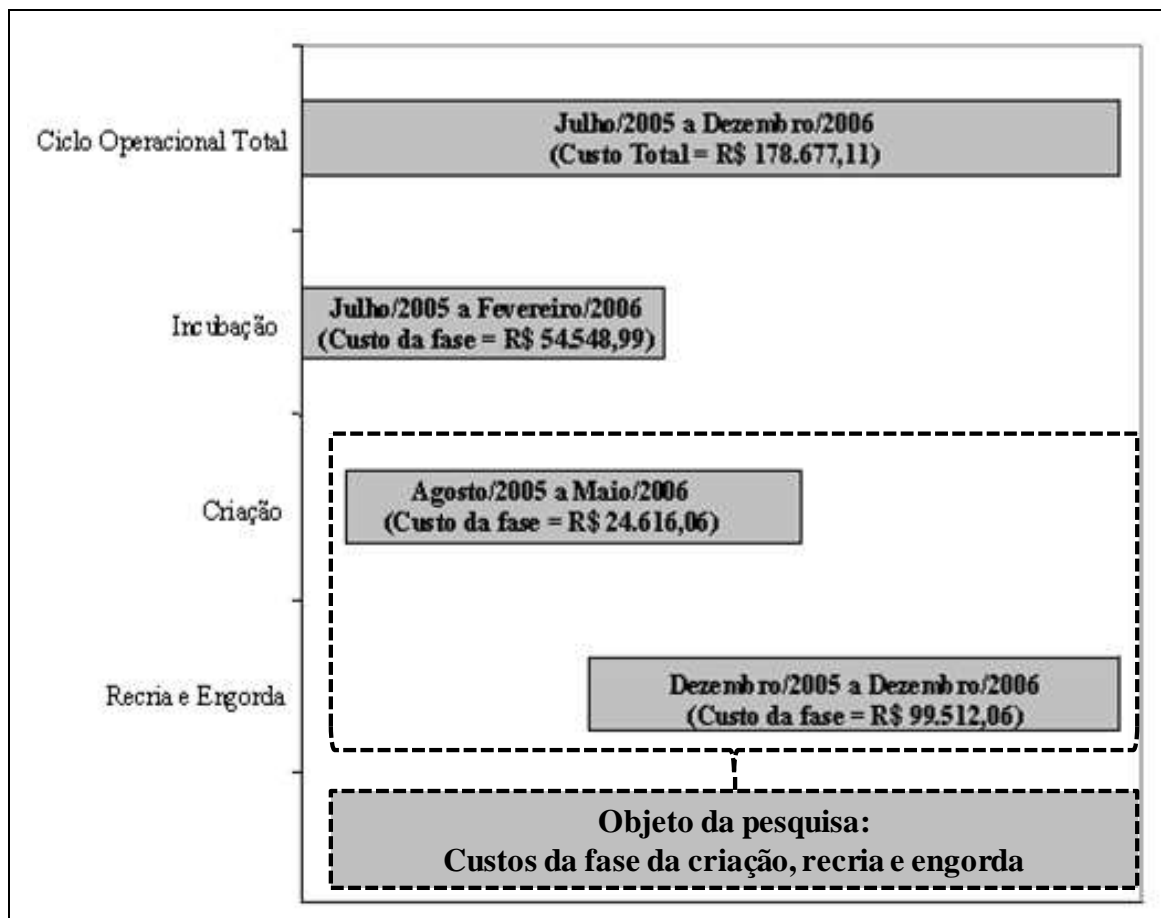 Ciclo Operacional Total
Julho/2005 a Dezembro/2006
(Custo Total = R$ 178.677,11)
Incubação
Julho/2005 a Fevereiro/2006
(Custo da fase = R$ 54.548,99)
Criação
Agosto/2005 a Maio/2006
(Custo da fase = R$ 24.616,06)
Recria e Engorda
Dezembro/2005 a Dezembro/2006
(Custo da fase = R$ 99.512,06)
Objeto da pesquisa:
Custos da fase da criação, recria e engorda